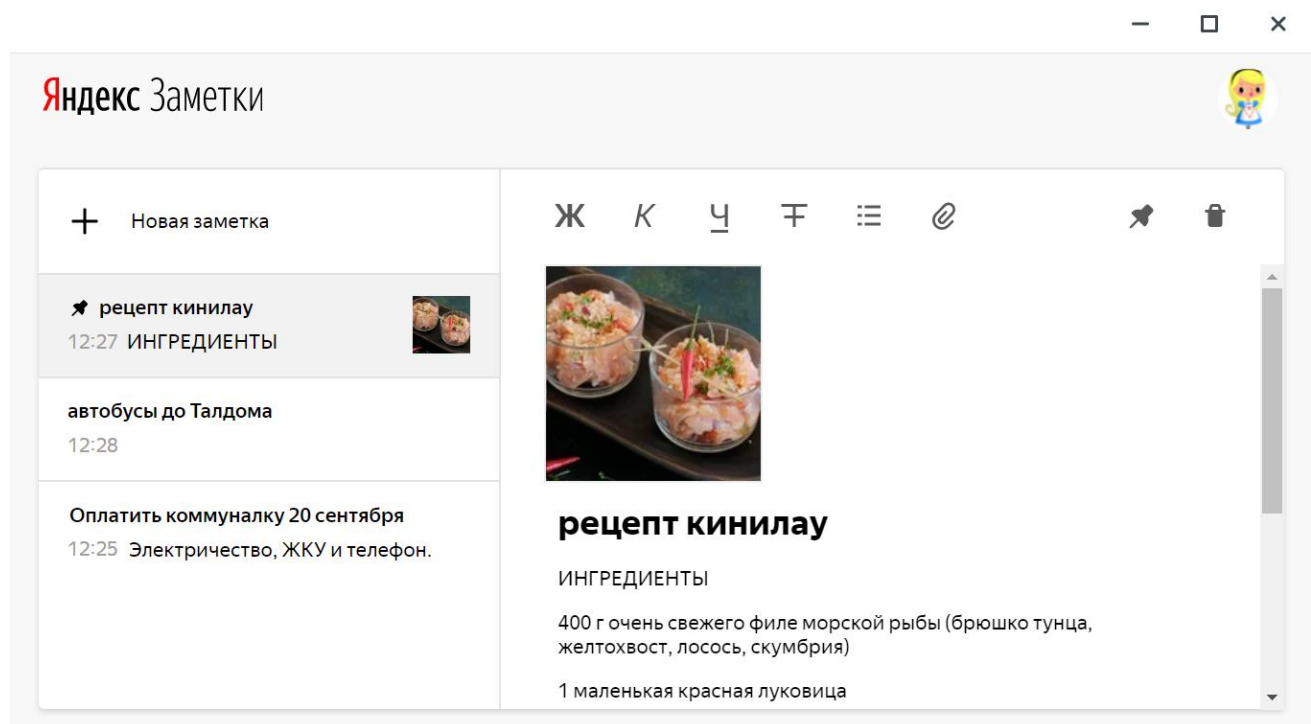 Яндекс Заметки
Новая заметка
рецепт кинилау
12:27 ИНГРЕДИЕНТЫ
автобусы до Талдома
12:28
Оплатить коммуналку 20 сентября
12:25 Электричество, ЖКУ и телефон.
Ж К Ч Т
рецепт кинилау
ИНГРЕДИЕНТЫ
400 г очень свежего филе морской рыбы (брюшко тунца,
желтохвост, лосось, скумбрия)
1 маленькая красная луковица